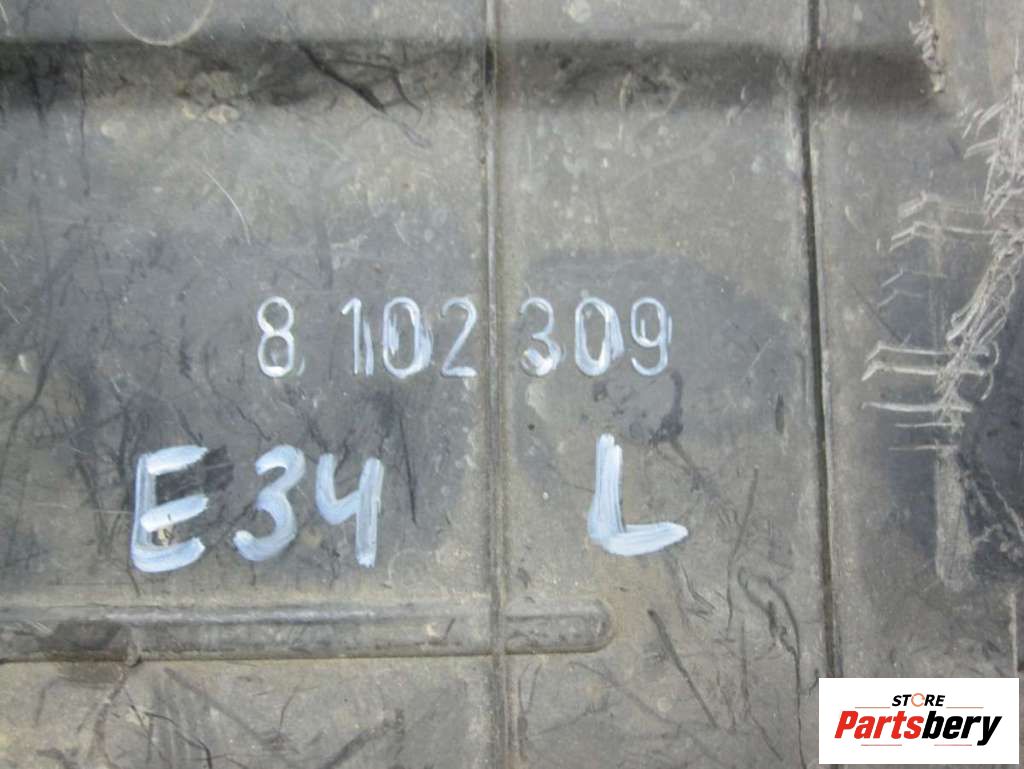 8 102 309
E34 L
STORE
Partsbery